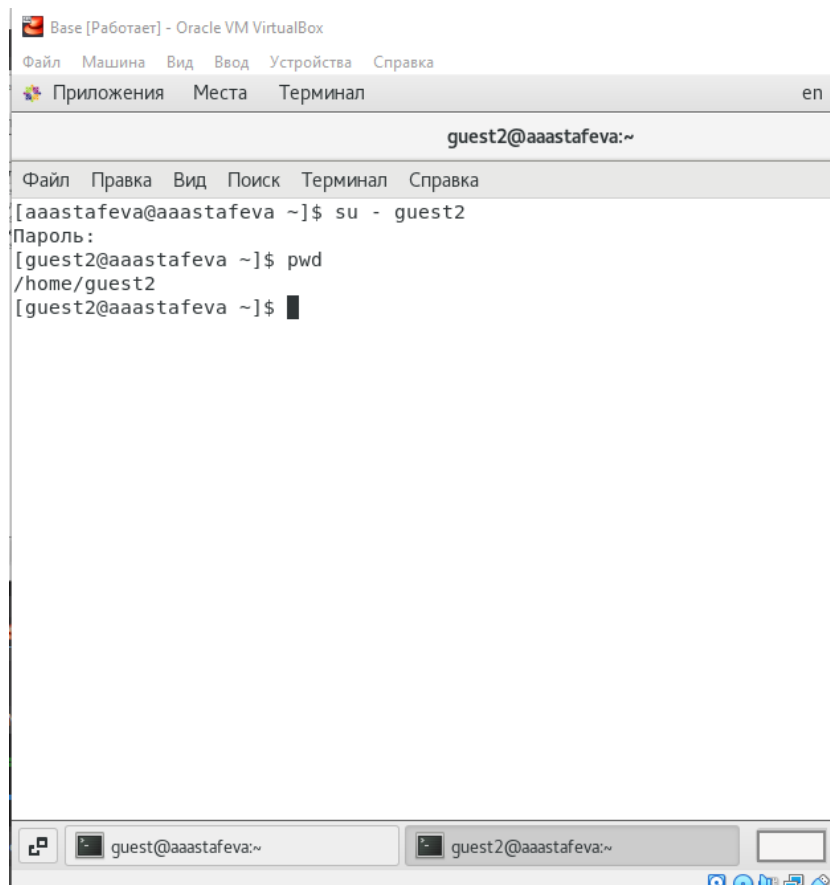 Base [Работает] - Oracle VM VirtualBox
Файл Машина Вид Ввод Устройства Справка
Приложения Места Терминал en
guest2@aaastafeva:~
Файл Правка Вид Поиск Терминал Справка
[aaastafeva@aaastafeva ~]$ su - guest2
Пароль:
[guest2@aaastafeva ~]$ pwd
/home/guest2
[guest2@aaastafeva ~]$
guest@aaastafeva:~ guest2@aaastafeva:~